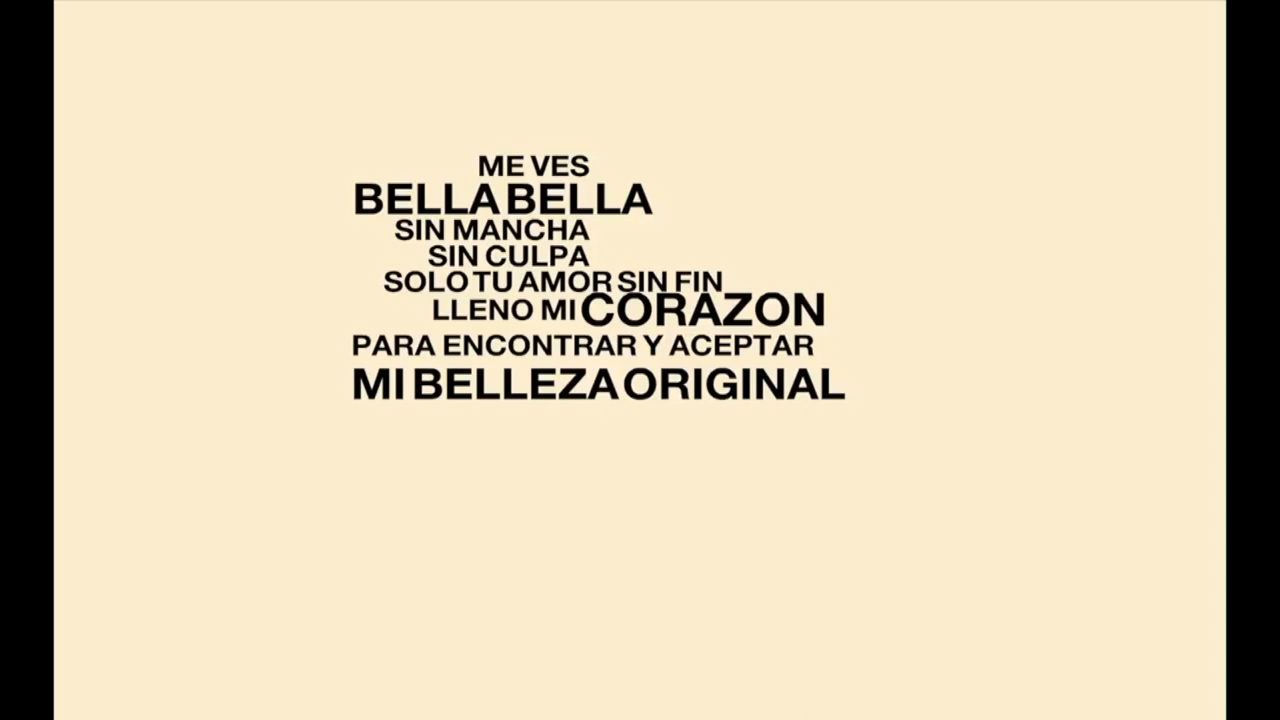 ME VES
BELLA BELLA
SIN MANCHA
SIN CULPA
SOLO TU AMOR SIN FIN
LLENO MI CORAZON
PARA ENCONTRAR Y ACEPTAR
MI BELLEZA ORIGINAL